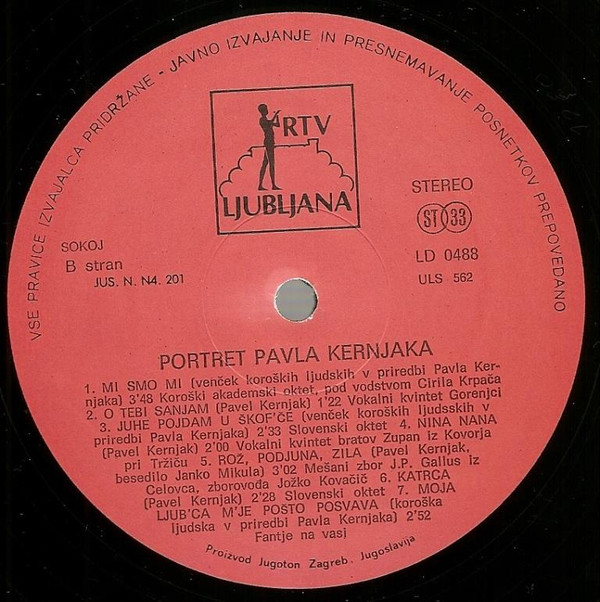 VSE PRAVICE IZVAJALCA PRIDRŽANE - JAVNO IZVAJANJE IN PRESNEMAVANJE POSNETKOV PREPOVEDANO
RTV
LJUBLJANA
STEREO
ST 33
SOKOJ
B stran
JUS. N. N4. 201
LD 0488
ULS 562
PORTRET PAVLA KERNJAKA
1. MI SMO MI (venček koroških ljudskih v priredbi Pavla Ker-
njaka) 3'48 Koroški akademski oktet, pod vodstvom Cirila Krpača
2. O TEBI SANJAM (Pavel Kernjak) 1'22 Vokalni kvintet Gorenjci
3. JUHE POJDAM U ŠKOF'ČE (venček koroških ljudsskih v
priredbi Pavla Kernjaka) 2'33 Slovenski oktet 4. NINA NANA
(Pavel Kernjak) 2'00 Vokalni kvintet bratov Zupan iz Kovorja
pri Tržiču 5. ROŽ, PODJUNA, ZILA (Pavel Kernjak,
besedilo Janko Mikula) 3'02 Mešani zbor J.P. Gallus iz
Celovca, zborovoda Jožko Kovačič 6. KATRCA
(Pavel Kernjak) 2'28 Slovenski oktet 7. MOJA
LJUB'CA M'JE POSTO POSVAVA (koroška
ljudska v priredbi Pavla Kernjaka) 2'52
Fantje na vasj
Proizvod Jugoton Zagreb, Jugoslavija